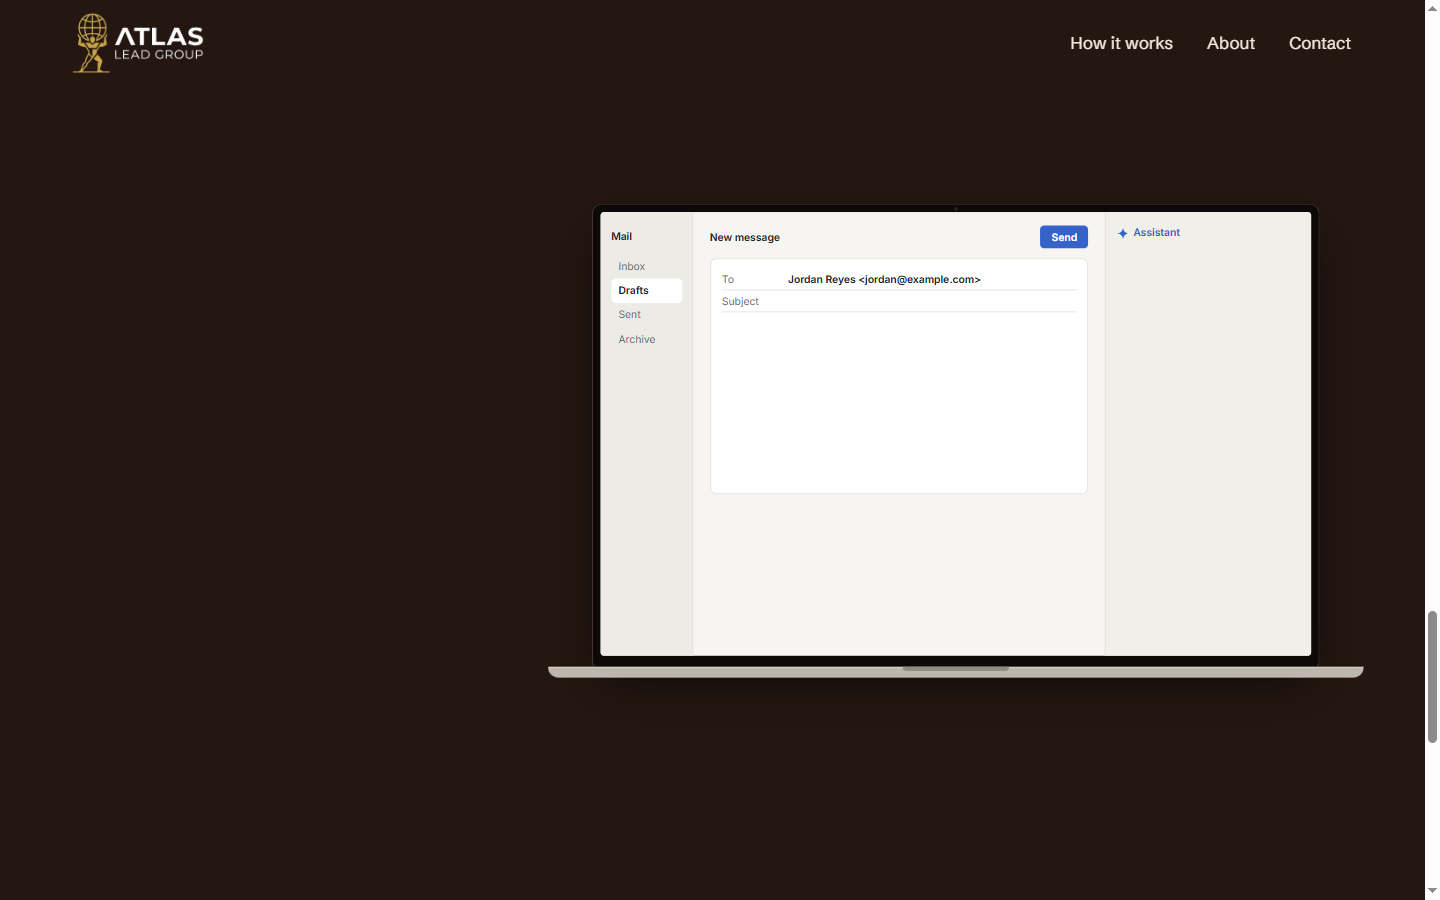 ATLAS
LEAD GROUP
How it works
About
Contact
Mail
Inbox
Drafts
Sent
Archive
New message
Send
To
Jordan Reyes <jordan@example.com>
Subject
Assistant